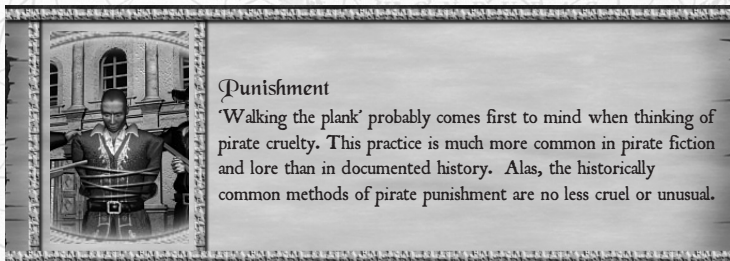 Punishment
‘Walking the plank’ probably comes first to mind when thinking of
pirate cruelty. This practice is much more common in pirate fiction
and lore than in documented history.  Alas, the historically
common methods of pirate punishment are no less cruel or unusual.